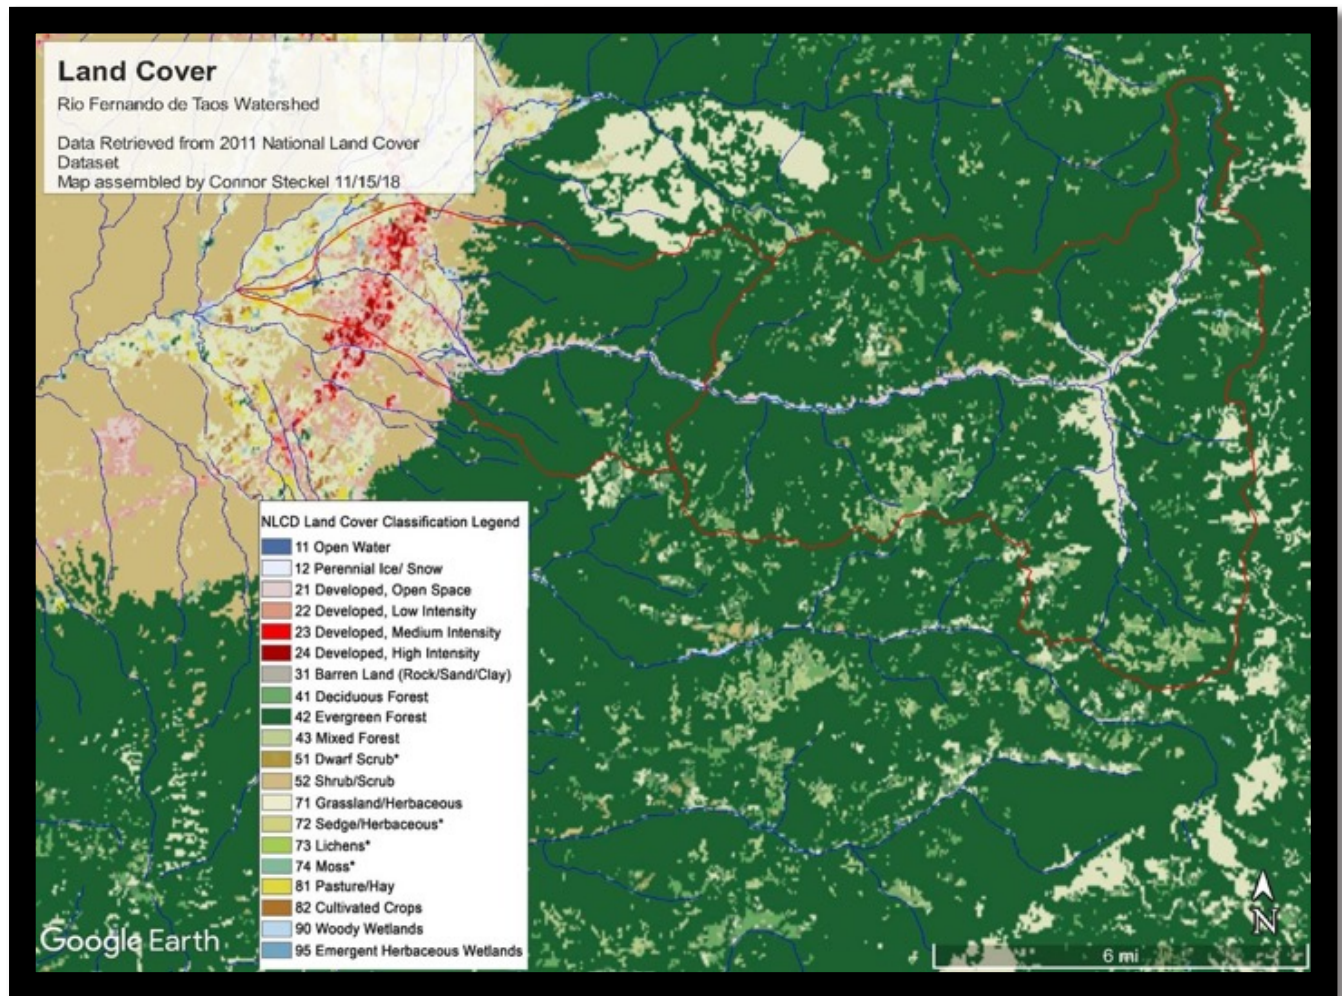 Land Cover
Rio Fernando de Taos Watershed
Data Retrieved from 2011 National Land Cover
Dataset
Map assembled by Connor Steckel 11/15/18
NLCD Land Cover Classification Legend
11 Open Water
12 Perennial Ice/ Snow
21 Developed, Open Space
22 Developed, Low Intensity
23 Developed, Medium Intensity
24 Developed, High Intensity
31 Barren Land (Rock/Sand/Clay)
41 Deciduous Forest
42 Evergreen Forest
43 Mixed Forest
51 Dwarf Scrub*
52 Shrub/Scrub
71 Grassland/Herbaceous
72 Sedge/Herbaceous*
73 Lichens*
74 Moss*
81 Pasture/Hay
82 Cultivated Crops
90 Woody Wetlands
95 Emergent Herbaceous Wetlands
Google Earth
N
6 mi